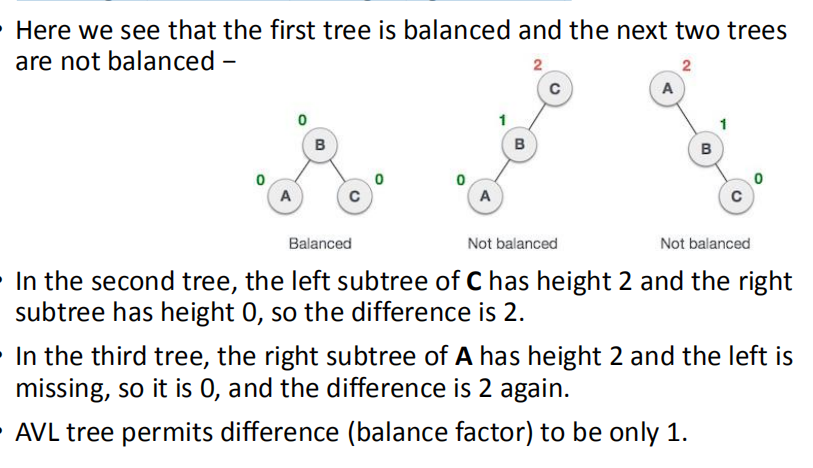 • Here we see that the first tree is balanced and the next two trees
are not balanced –
2
C
2
A
0
B
1
B
1
B
0
A
0
C
0
A
0
C
Balanced
Not balanced
Not balanced
• In the second tree, the left subtree of C has height 2 and the right
subtree has height 0, so the difference is 2.
• In the third tree, the right subtree of A has height 2 and the left is
missing, so it is 0, and the difference is 2 again.
• AVL tree permits difference (balance factor) to be only 1.